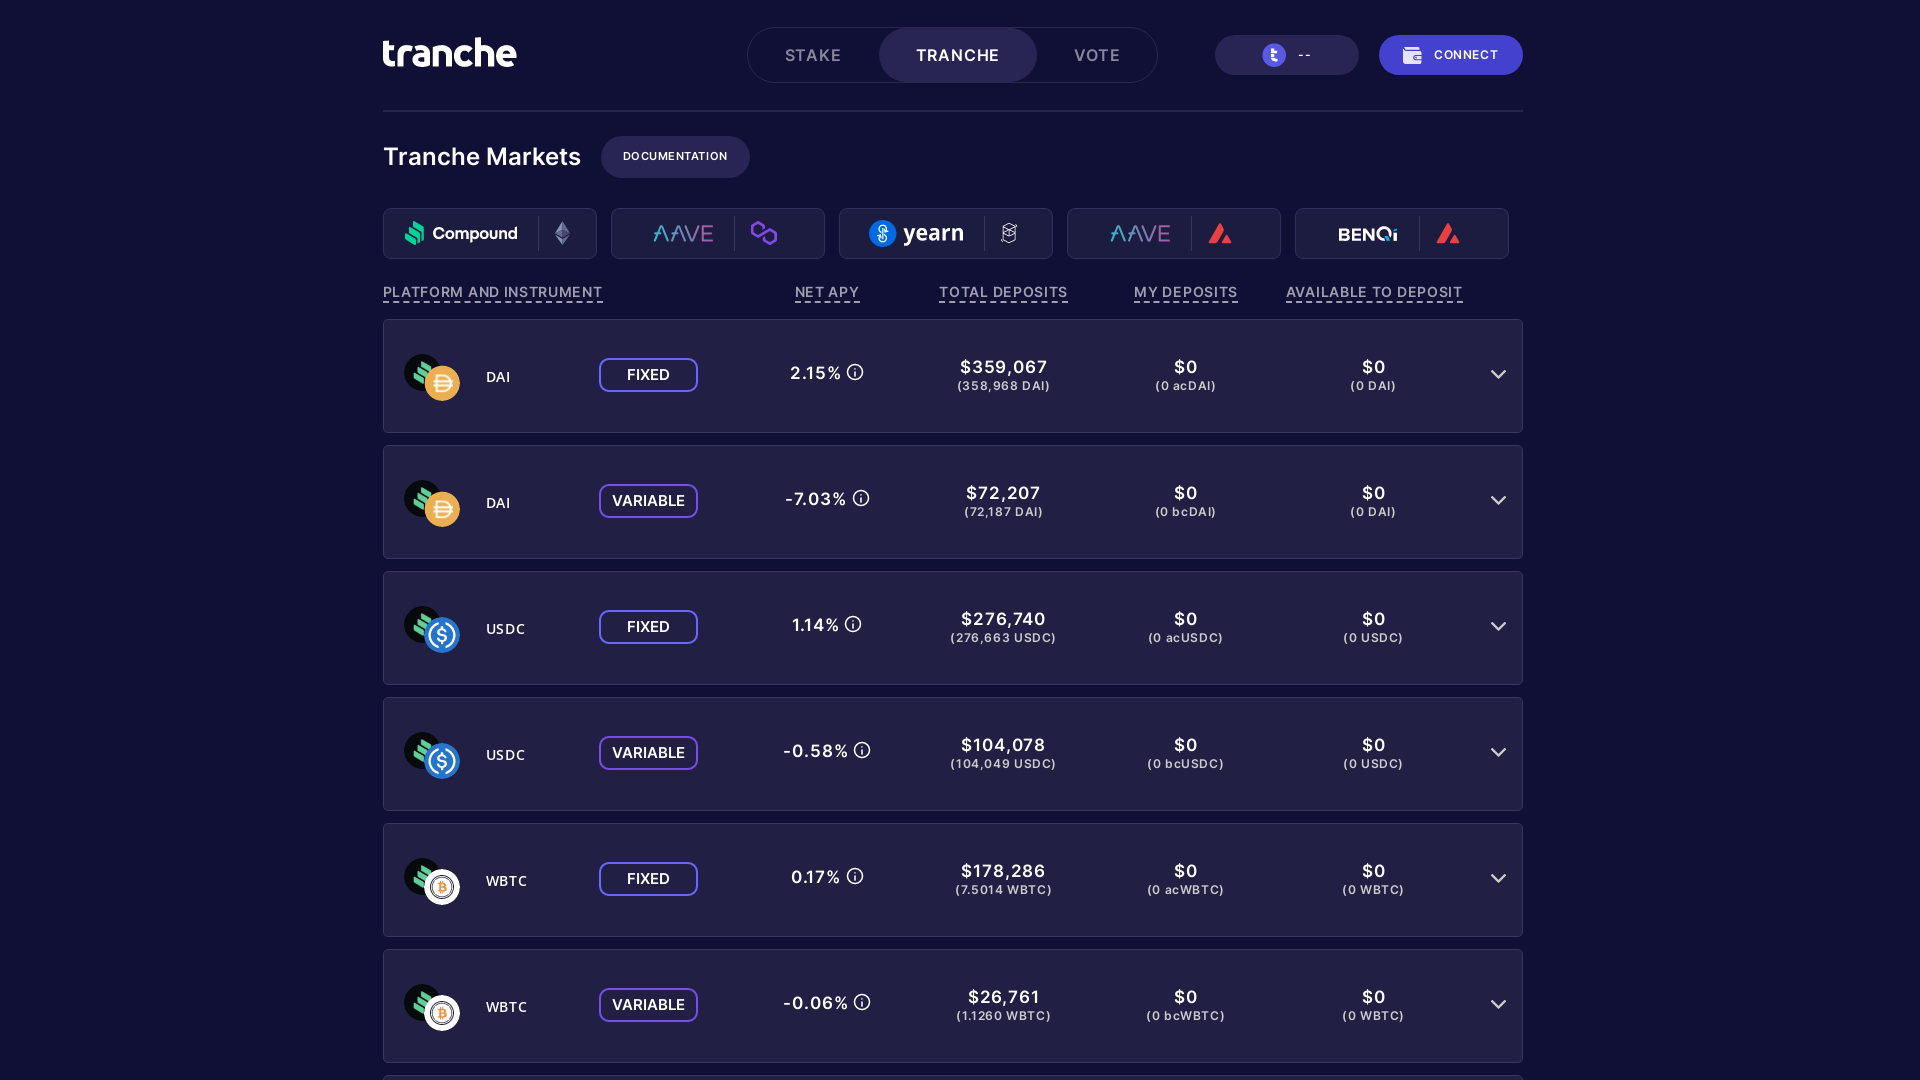 tranche
STAKE
TRANCHE
VOTE
--
CONNECT
Tranche Markets
DOCUMENTATION
Compound
AAVE
yearn
AAVE
BENQi
PLATFORM AND INSTRUMENT
NET APY
TOTAL DEPOSITS
MY DEPOSITS
AVAILABLE TO DEPOSIT
DAI
FIXED
2.15%
$359,067
(358,968 DAI)
$0
(0 acDAI)
$0
(0 DAI)
DAI
VARIABLE
-7.03%
$72,207
(72,187 DAI)
$0
(0 bcDAI)
$0
(0 DAI)
USDC
FIXED
1.14%
$276,740
(276,663 USDC)
$0
(0 acUSDC)
$0
(0 USDC)
USDC
VARIABLE
-0.58%
$104,078
(104,049 USDC)
$0
(0 bcUSDC)
$0
(0 USDC)
WBTC
FIXED
0.17%
$178,286
(7.5014 WBTC)
$0
(0 acWBTC)
$0
(0 WBTC)
WBTC
VARIABLE
-0.06%
$26,761
(1.1260 WBTC)
$0
(0 bcWBTC)
$0
(0 WBTC)